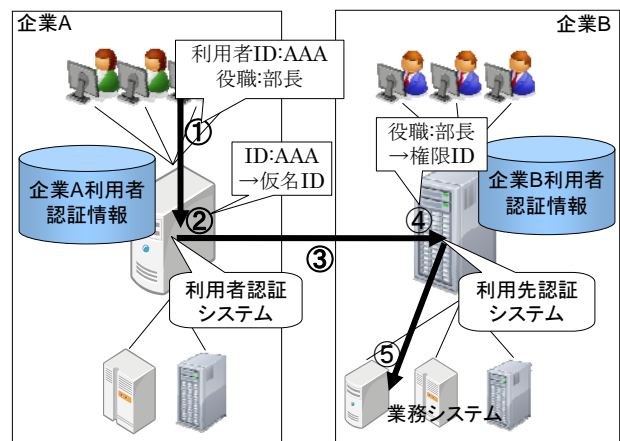 企業A
企業B
利用者ID:AAA
役職:部長
①
役職:部長
→権限ID
ID:AAA
→仮名ID
企業A利用者
認証情報
企業B利用者
認証情報
②
④
③
利用者認証
システム
利用先認証
システム
⑤
業務システム